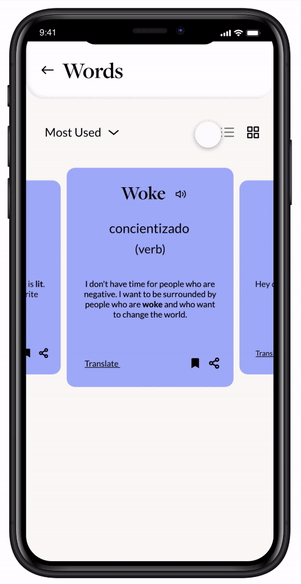 9:41
Words
Most Used
Woke
concientizado
(verb)
I don't have time for people who are
negative. I want to be surrounded by
people who are woke and who want
to change the world.
Translate
is lit.
rite
Hey
Trans